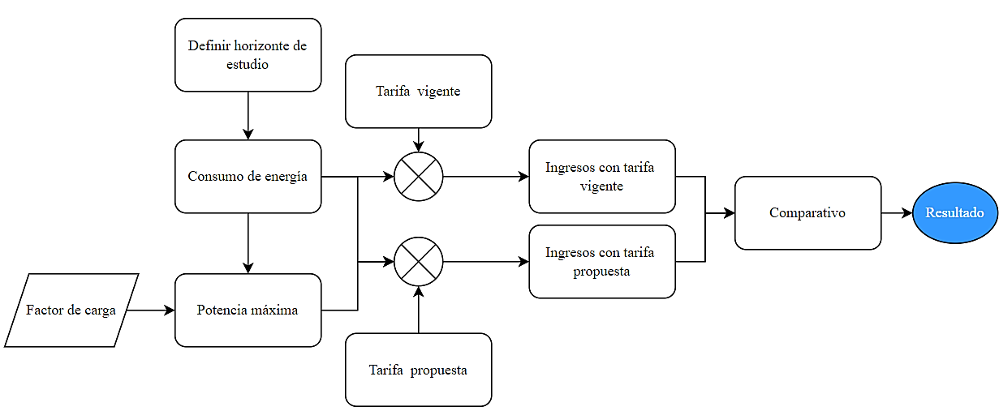 Definir horizonte de
estudio
Tarifa  vigente
Consumo de energía
Ingresos con tarifa
vigente
Comparativo
Resultado
Ingresos con tarifa
propuesta
Factor de carga
Potencia máxima
Tarifa  propuesta